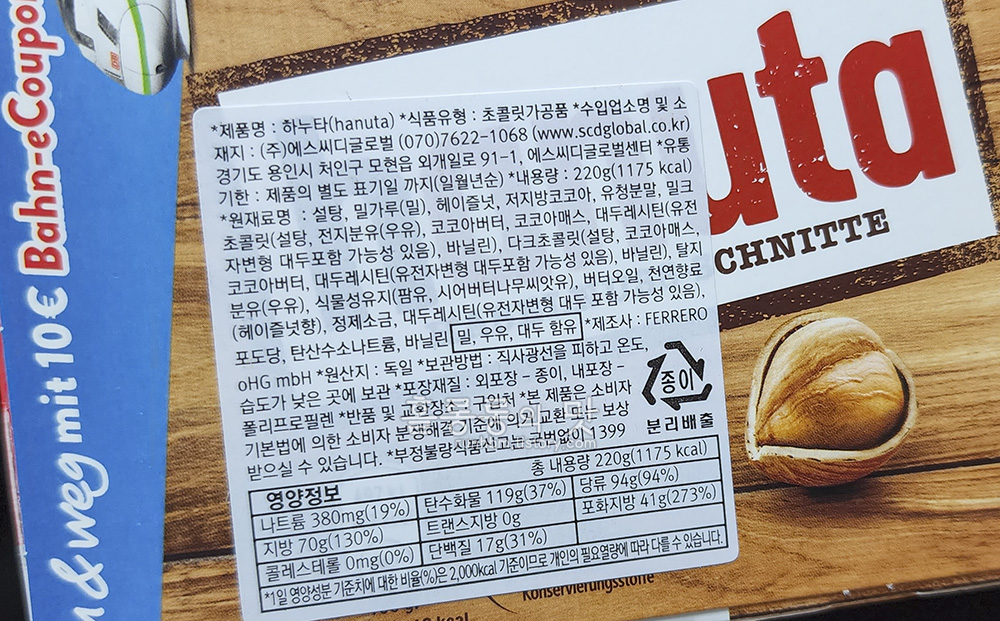 Bahn-eCoupo
n & weg mit 10€
uta
CHNITTE
*제품명 : 하누타(hanuta) *식품유형 : 초콜릿가공품 *수입업소명 및 소
재지 : (주)에스씨디글로벌 (070)7622-1068 (www.scdglobal.co.kr)
경기도 용인시 처인구 모현읍 외개일로 91-1, 에스씨디글로벌센터 *유통
기한 : 제품의 별도 표기일 까지(일월년순) *내용량 : 220g(1175 kcal)
*원재료명 : 설탕, 밀가루(밀), 헤이즐넛, 저지방코코아, 유청분말, 밀크
초콜릿(설탕, 전지분유(우유), 코코아버터, 코코아매스, 대두레시틴(유전
자변형 대두포함 가능성 있음), 바닐린), 다크초콜릿(설탕, 코코아매스,
코코아버터, 대두레시틴(유전자변형 대두포함 가능성 있음), 바닐린), 탈지
분유(우유), 식물성유지(팜유, 시어버터나무씨앗유), 버터오일, 천연향료
(헤이즐넛향), 정제소금, 대두레시틴(유전자변형 대두 포함 가능성 있음),
포도당, 탄산수소나트륨, 바닐린 밀, 우유, 대두 함유 *제조사 : FERRERO
oHG mbH *원산지 : 독일 *보관방법 : 직사광선을 피하고 온도,
습도가 낮은 곳에 보관 *포장재질 : 외포장 - 종이, 내포장 -
폴리프로필렌 *반품 및 교환장소 : 구입처 *본 제품은 소비자
기본법에 의한 소비자 분쟁해결 기준에 의거 교환 또는 보상
받으실 수 있습니다. *부정불량식품신고는 국번없이 1399
종이
분리배출
총 내용량 220g(1175 kcal)
영양정보
나트륨 380mg(19%) 탄수화물 119g(37%) 당류 94g(94%)
지방 70g(130%) 트랜스지방 0g 포화지방 41g(273%)
콜레스테롤 0mg(0%) 단백질 17g(31%)
*1일 영양성분 기준치에 대한 비율(%)은 2,000kcal 기준이므로 개인의 필요열량에 따라 다를 수 있습니다.
Konservierungsstoffe
kcal